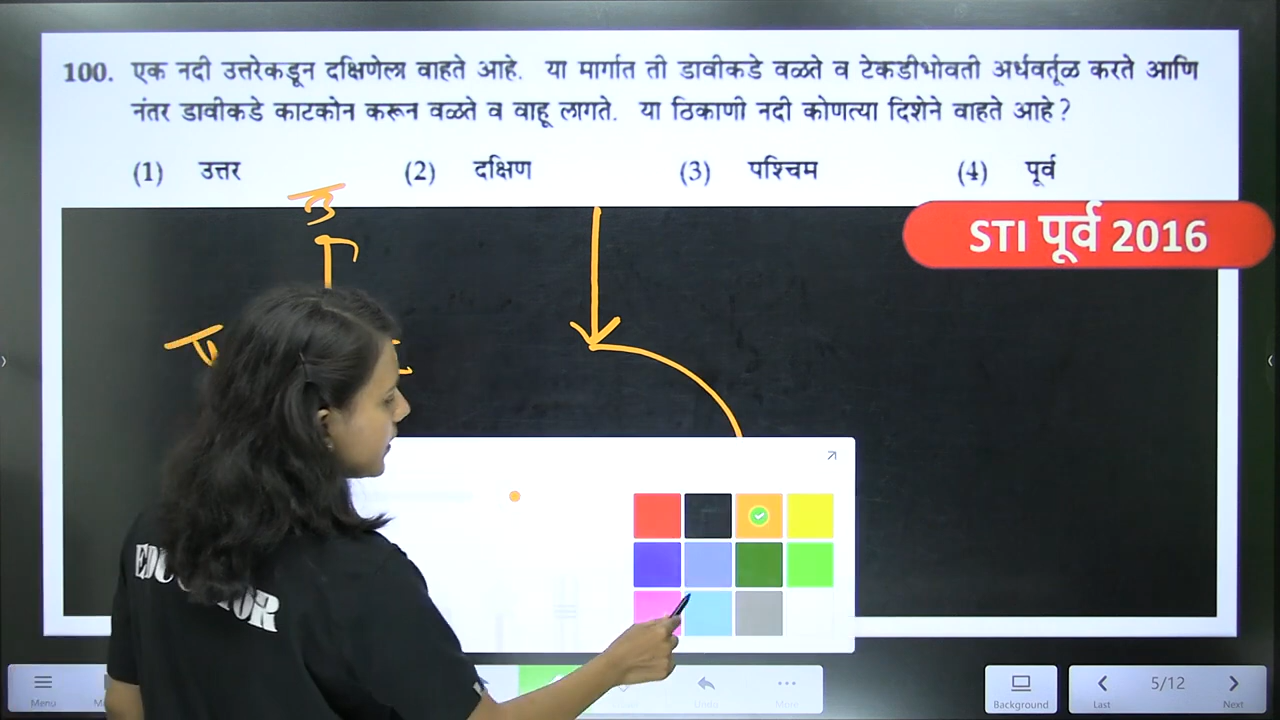 100. एक नदी उत्तरेकडून दक्षिणेला वाहते आहे. या मार्गात ती डावीकडे वळते व टेकडीभोवती अर्धवर्तूळ करते आणि
नंतर डावीकडे काटकोन करून वळते व वाहू लागते. या ठिकाणी नदी कोणत्या दिशेने वाहते आहे ?
(1) उत्तर (2) दक्षिण (3) पश्चिम (4) पूर्व
STI पूर्व 2016
उ
Menu
Undo
More
Background
Last
5/12
Next